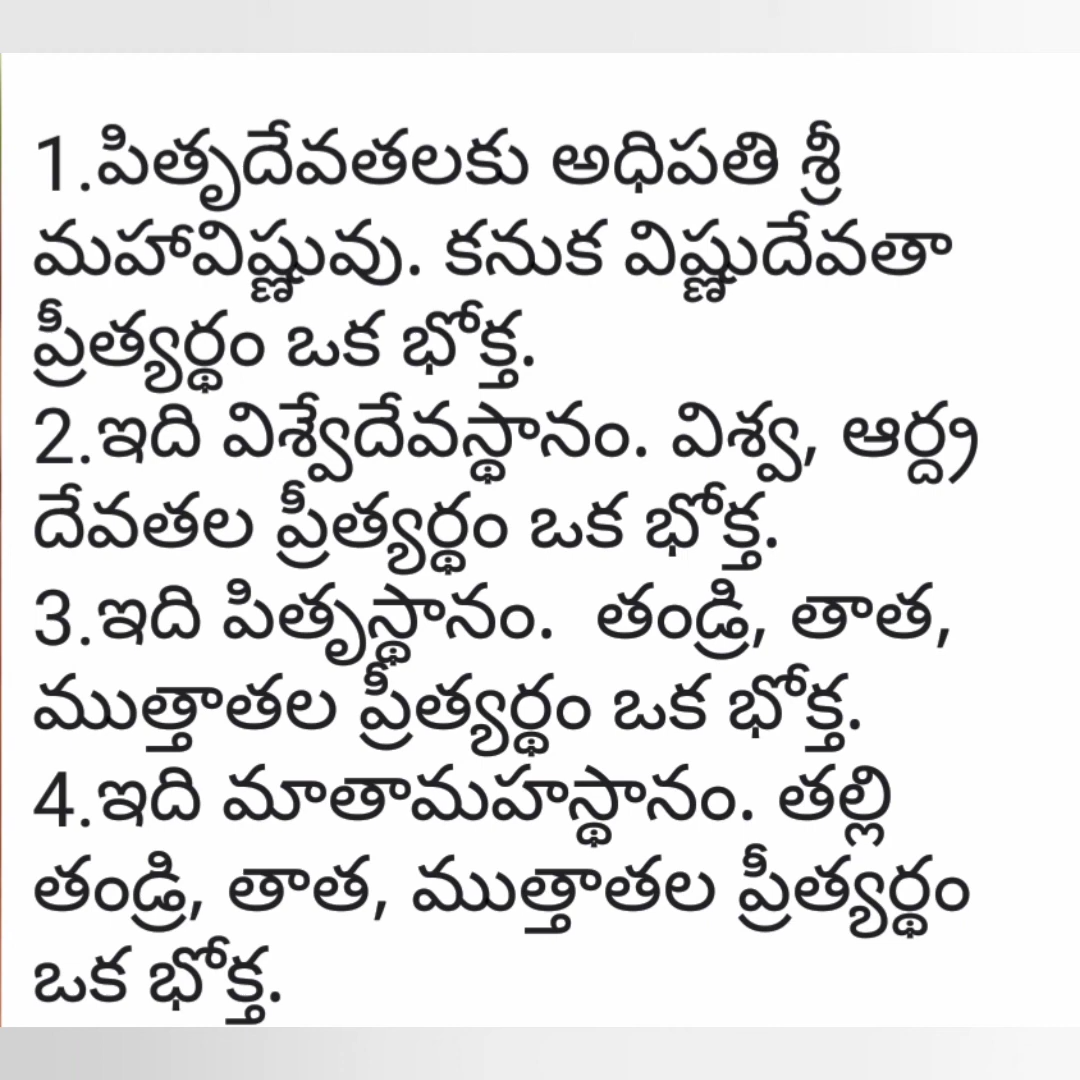 1.పితృదేవతలకు అధిపతి శ్రీ
మహావిష్ణువు. కనుక విష్ణుదేవతా
ప్రీత్యర్థం ఒక భోక్త.
2.ఇది విశ్వేదేవస్థానం. విశ్వ, ఆర్ద్ర
దేవతల ప్రీత్యర్థం ఒక భోక్త.
3.ఇది పితృస్థానం.  తండ్రి, తాత,
ముత్తాతల ప్రీత్యర్థం ఒక భోక్త.
4.ఇది మాతామహస్థానం. తల్లి
తండ్రి, తాత, ముత్తాతల ప్రీత్యర్థం
ఒక భోక్త.